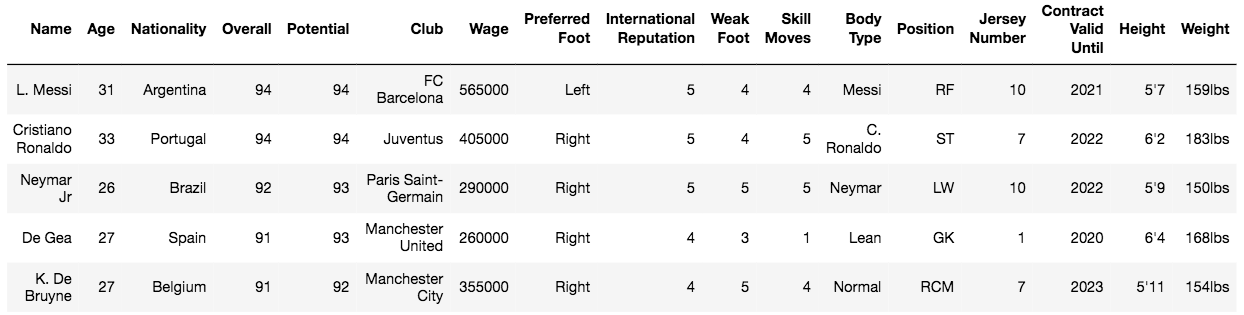 Name Age Nationality Overall Potential Club Wage Preferred Foot International Reputation Weak Foot Skill Moves Body Type Position Jersey Number Contract Valid Until Height Weight
L. Messi 31 Argentina 94 94 FC Barcelona 565000 Left 5 4 4 Messi RF 10 2021 5'7 159lbs
Cristiano Ronaldo 33 Portugal 94 94 Juventus 405000 Right 5 4 5 C. Ronaldo ST 7 2022 6'2 183lbs
Neymar Jr 26 Brazil 92 93 Paris Saint-Germain 290000 Right 5 5 5 Neymar LW 10 2022 5'9 150lbs
De Gea 27 Spain 91 93 Manchester United 260000 Right 4 3 1 Lean GK 1 2020 6'4 168lbs
K. De Bruyne 27 Belgium 91 92 Manchester City 355000 Right 4 5 4 Normal RCM 7 2023 5'11 154lbs